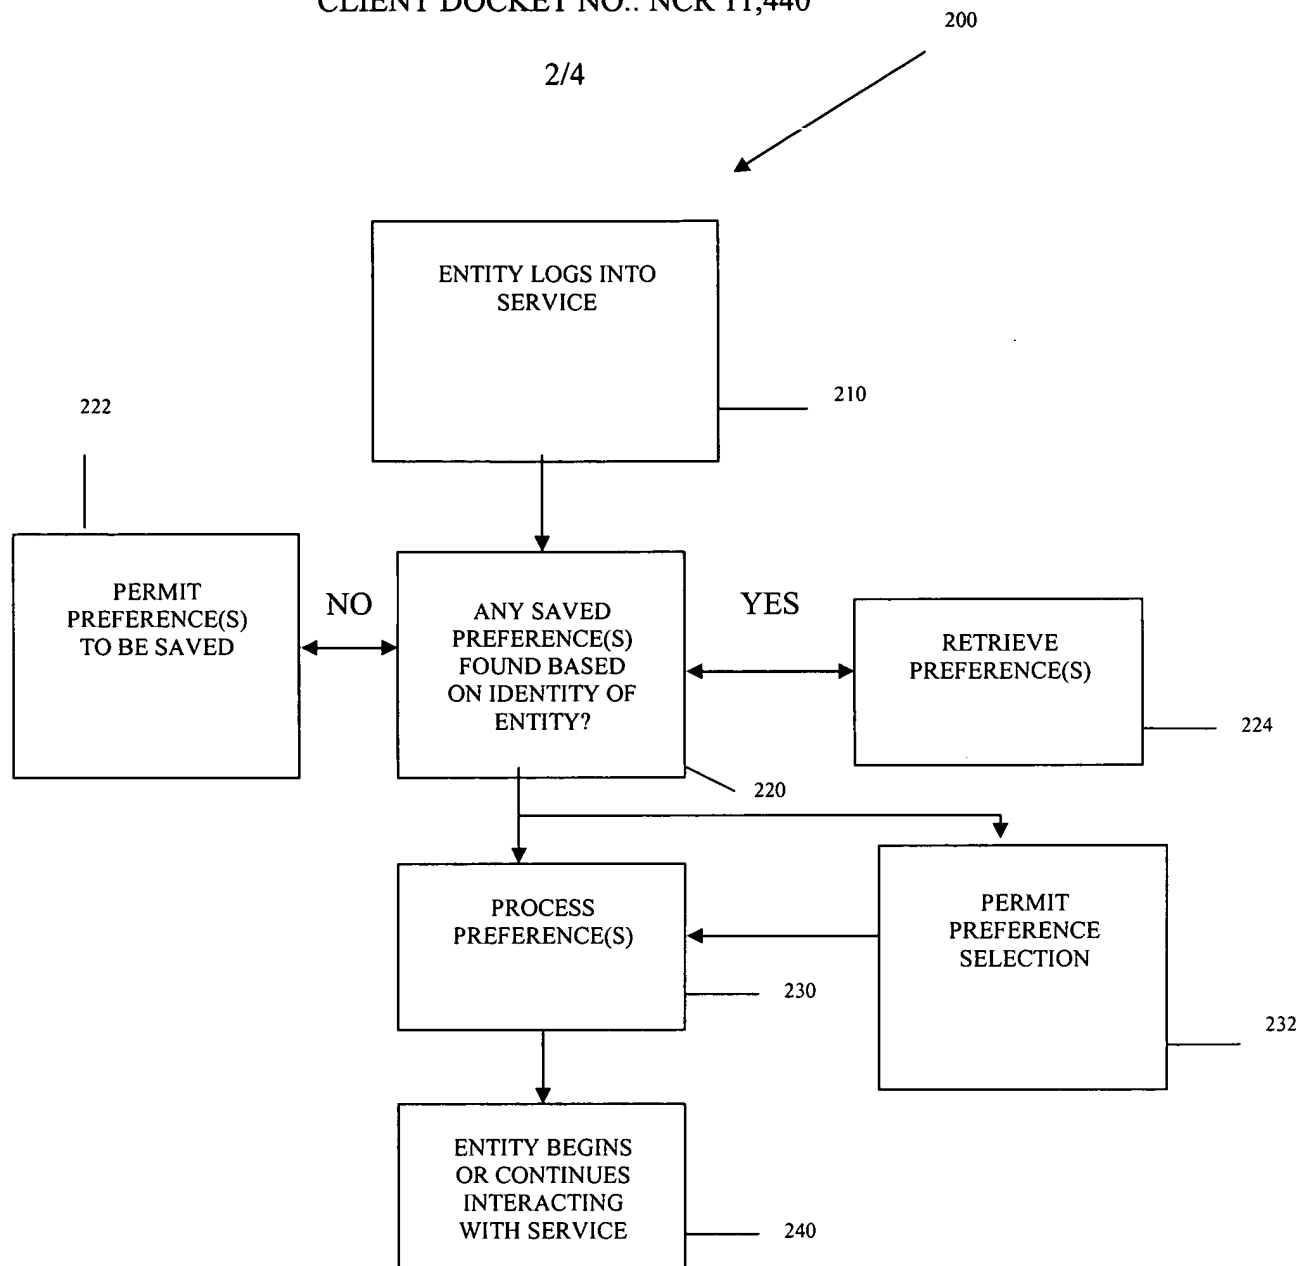 CLIENT DOCKET NO.: NCR 11,440
200
2/4
ENTITY LOGS INTO
SERVICE
210
222
PERMIT
PREFERENCE(S)
TO BE SAVED
NO
ANY SAVED
PREFERENCE(S)
FOUND BASED
ON IDENTITY OF
ENTITY?
YES
RETRIEVE
PREFERENCE(S)
224
220
PROCESS
PREFERENCE(S)
230
PERMIT
PREFERENCE
SELECTION
232
ENTITY BEGINS
OR CONTINUES
INTERACTING
WITH SERVICE
240